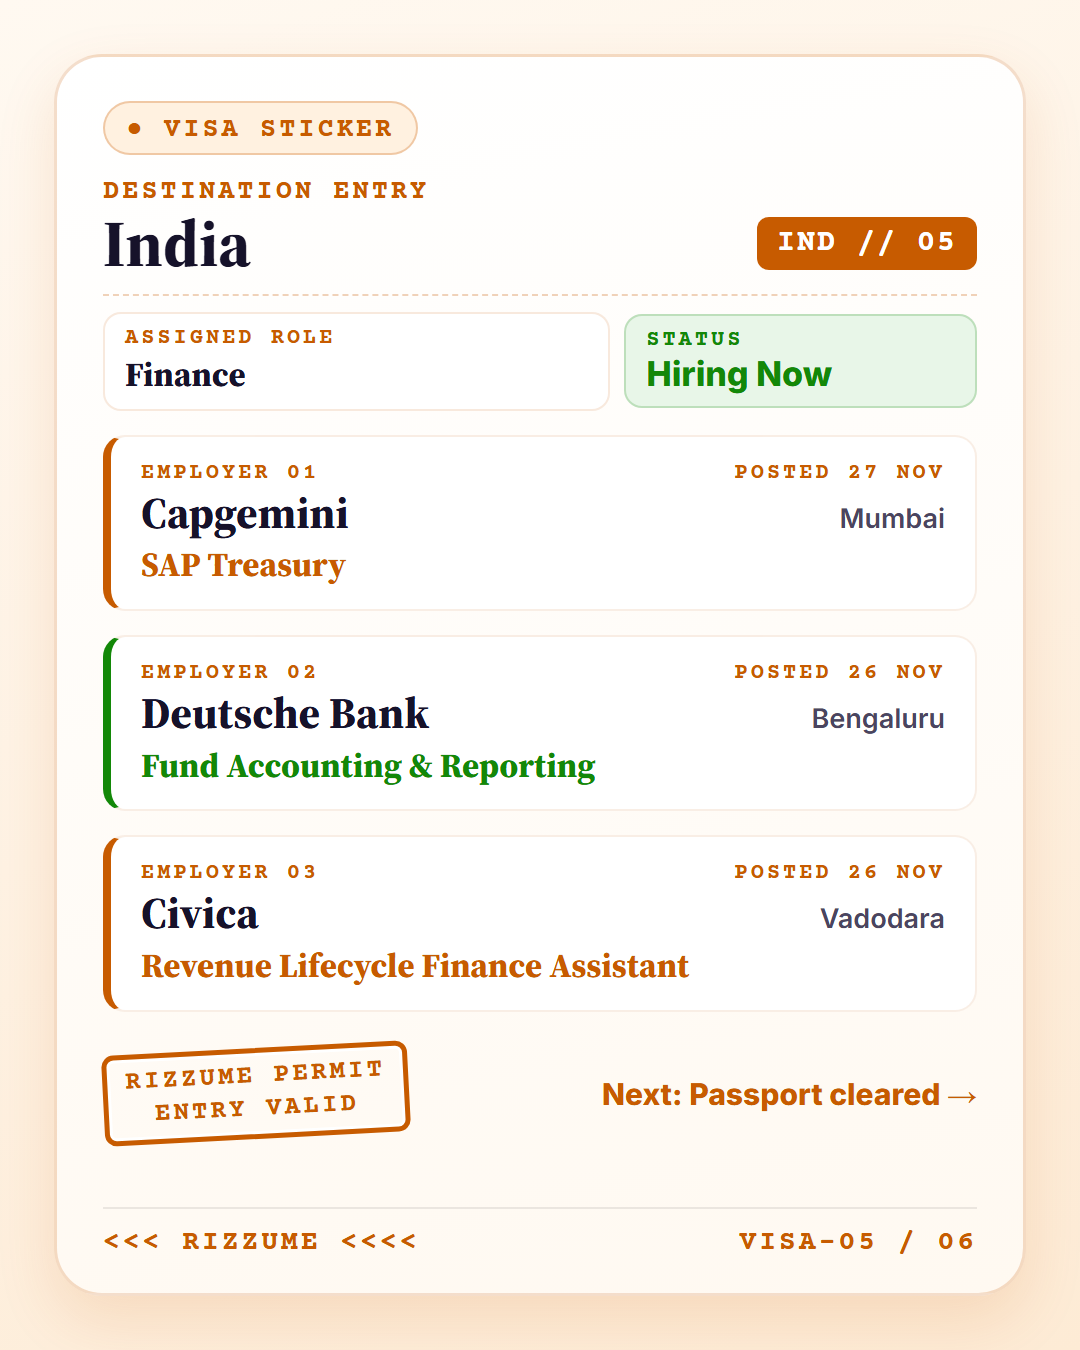 • VISA STICKER
DESTINATION ENTRY
India
IND // 05
ASSIGNED ROLE
Finance
STATUS
Hiring Now
EMPLOYER 01
POSTED 27 NOV
Capgemini
Mumbai
SAP Treasury
EMPLOYER 02
POSTED 26 NOV
Deutsche Bank
Bengaluru
Fund Accounting & Reporting
EMPLOYER 03
POSTED 26 NOV
Civica
Vadodara
Revenue Lifecycle Finance Assistant
RIZZUME PERMIT
ENTRY VALID
Next: Passport cleared →
<<< RIZZUME <<<<
VISA-05 / 06